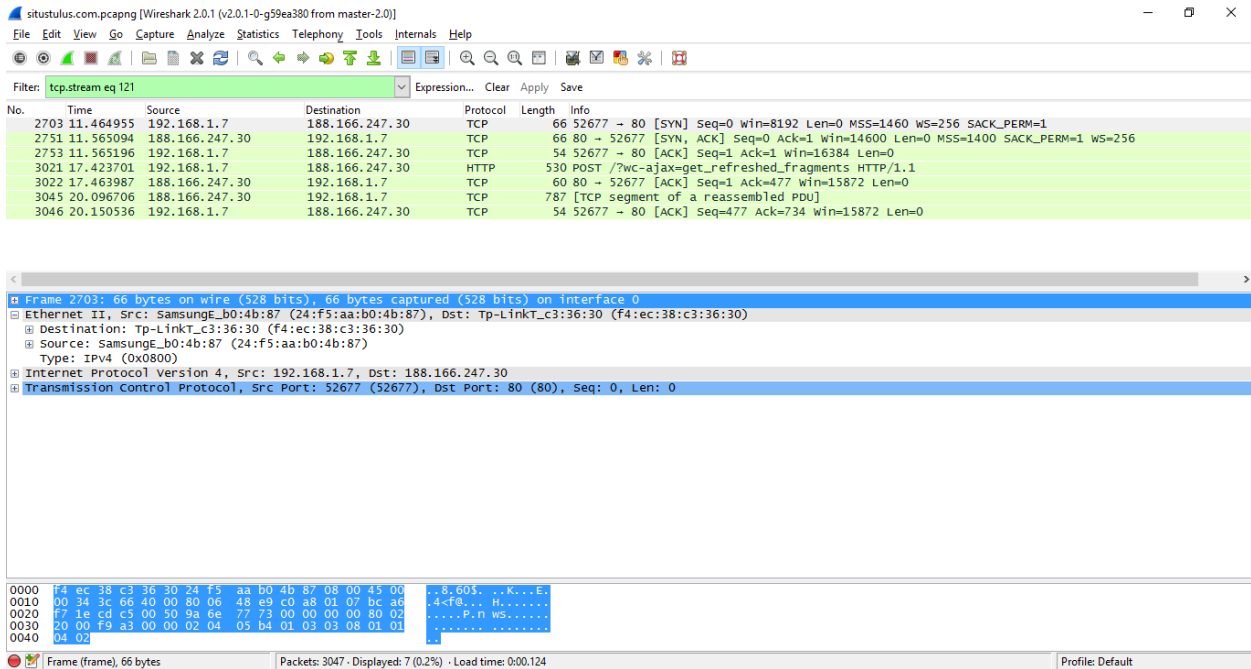 situstulus.com.pcapng [Wireshark 2.0.1 (v2.0.1-0-g59ea380 from master-2.0)]
File Edit View Go Capture Analyze Statistics Telephony Tools Internals Help
Filter: tcp.stream eq 121 Expression... Clear Apply Save
No. Time Source Destination Protocol Length Info
2703 11.464955 192.168.1.7 188.166.247.30 TCP 66 52677 → 80 [SYN] Seq=0 Win=8192 Len=0 MSS=1460 WS=256 SACK_PERM=1
2751 11.565094 188.166.247.30 192.168.1.7 TCP 66 80 → 52677 [SYN, ACK] Seq=0 Ack=1 Win=14600 Len=0 MSS=1400 SACK_PERM=1 WS=256
2753 11.565196 192.168.1.7 188.166.247.30 TCP 54 52677 → 80 [ACK] Seq=1 Ack=1 Win=16384 Len=0
3021 17.423701 192.168.1.7 188.166.247.30 HTTP 530 POST /?wc-ajax=get_refreshed_fragments HTTP/1.1
3022 17.463987 188.166.247.30 192.168.1.7 TCP 60 80 → 52677 [ACK] Seq=1 Ack=477 Win=15872 Len=0
3045 20.096706 188.166.247.30 192.168.1.7 TCP 787 [TCP segment of a reassembled PDU]
3046 20.150536 192.168.1.7 188.166.247.30 TCP 54 52677 → 80 [ACK] Seq=477 Ack=734 Win=15872 Len=0
Frame 2703: 66 bytes on wire (528 bits), 66 bytes captured (528 bits) on interface 0
Ethernet II, Src: SamsungE_b0:4b:87 (24:f5:aa:b0:4b:87), Dst: Tp-LinkT_c3:36:30 (f4:ec:38:c3:36:30)
Destination: Tp-LinkT_c3:36:30 (f4:ec:38:c3:36:30)
Source: SamsungE_b0:4b:87 (24:f5:aa:b0:4b:87)
Type: IPv4 (0x0800)
Internet Protocol Version 4, Src: 192.168.1.7, Dst: 188.166.247.30
Transmission Control Protocol, Src Port: 52677 (52677), Dst Port: 80 (80), Seq: 0, Len: 0
0000 f4 ec 38 c3 36 30 24 f5 aa b0 4b 87 08 00 45 00 ..8.60$. ..K...E.
0010 00 34 3c 66 40 00 80 06 48 e9 c0 a8 01 07 bc a6 .4<f@... H.......
0020 f7 1e cd c5 00 50 9a 6e 77 73 00 00 00 00 80 02 .....P.n ws......
0030 20 00 f9 a3 00 00 02 04 05 b4 01 03 03 08 01 01 ....... ........
0040 04 02 ..
Frame (frame), 66 bytes Packets: 3047 · Displayed: 7 (0.2%) · Load time: 0:00.124 Profile: Default